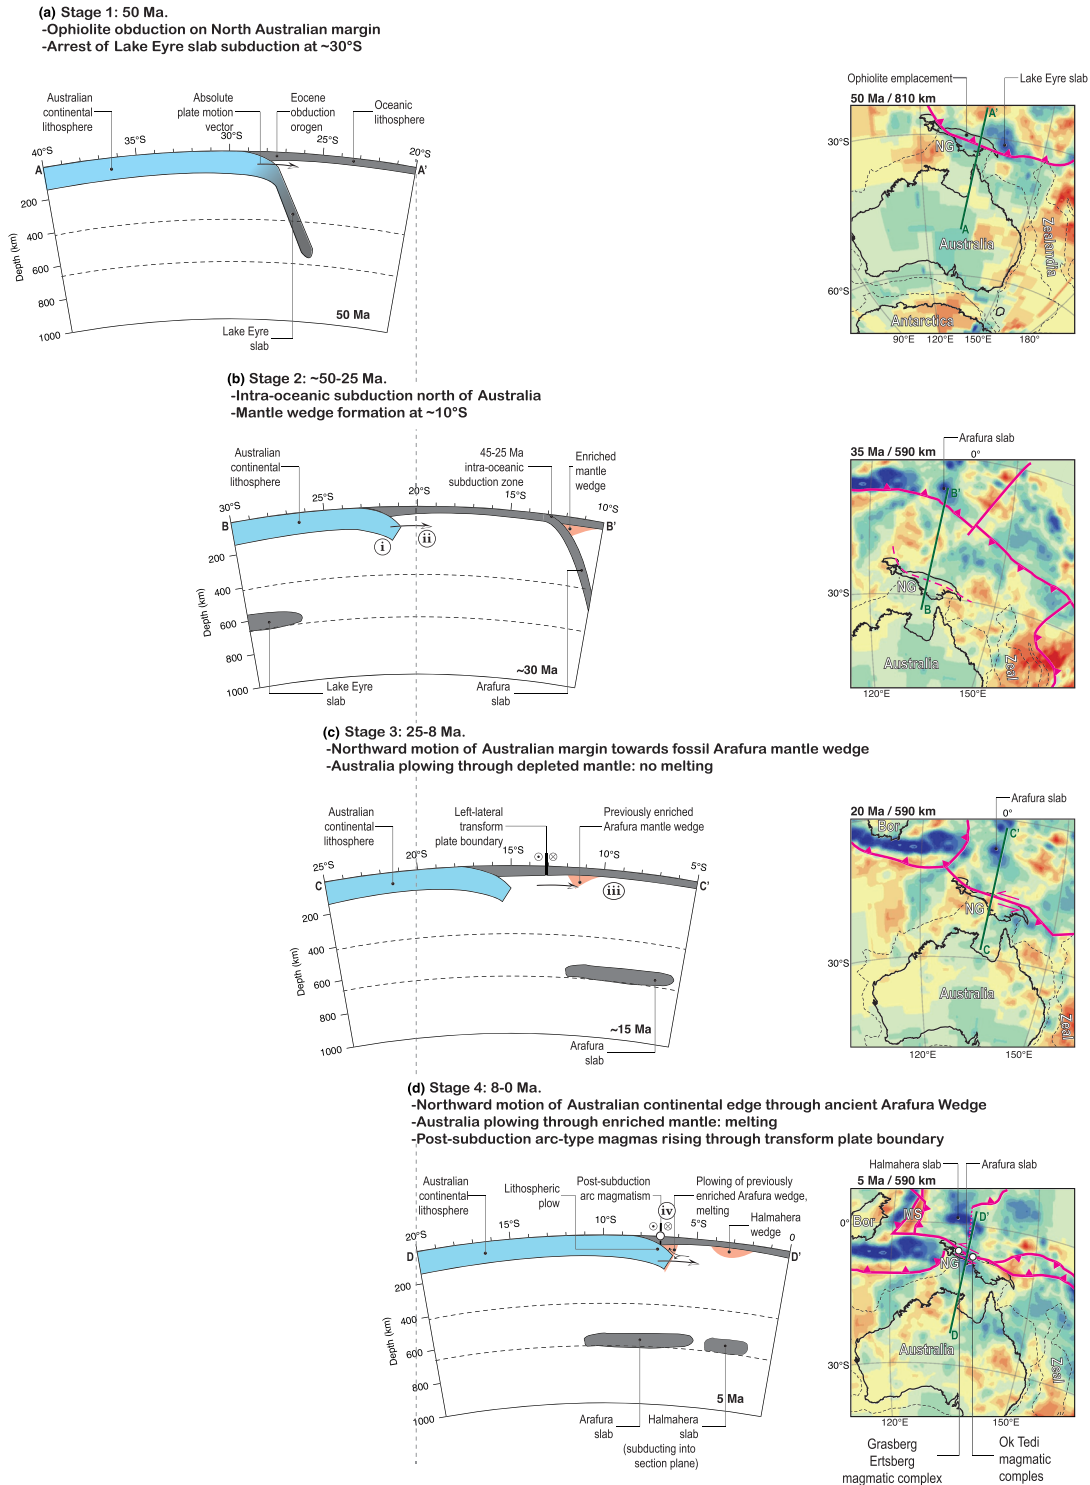 (a) Stage 1: 50 Ma.
-Ophiolite obduction on North Australian margin
-Arrest of Lake Eyre slab subduction at ~30°S
Australian
continental
lithosphere
Absolute
plate motion
vector
Eocene
obduction
orogen
Oceanic
lithosphere
40°S
35°S
30°S
25°S
20°S
A
A'
200
400
600
800
1000
Depth (km)
50 Ma
Lake Eyre
slab
Ophiolite emplacement
Lake Eyre slab
50 Ma / 810 km
30°S
60°S
NG
A'
A
Australia
Zealandia
Antarctica
90°E
120°E
150°E
180°
(b) Stage 2: ~50-25 Ma.
-Intra-oceanic subduction north of Australia
-Mantle wedge formation at ~10°S
Australian
continental
lithosphere
45-25 Ma
intra-oceanic
subduction zone
Enriched
mantle
wedge
30°S
25°S
20°S
15°S
10°S
B
B'
i
ii
200
400
600
800
1000
Depth (km)
~30 Ma
Lake Eyre
slab
Arafura
slab
Arafura slab
35 Ma / 590 km
0°
B'
NG
B
30°S
Australia
Zeal
120°E
150°E
(c) Stage 3: 25-8 Ma.
-Northward motion of Australian margin towards fossil Arafura mantle wedge
-Australia plowing through depleted mantle: no melting
Australian
continental
lithosphere
Left-lateral
transform
plate boundary
Previously enriched
Arafura mantle wedge
25°S
20°S
15°S
10°S
5°S
C
C'
iii
200
400
600
800
1000
Depth (km)
~15 Ma
Arafura
slab
Arafura slab
20 Ma / 590 km
0°
Bor
C'
NG
C
30°S
Australia
Zeal
120°E
150°E
(d) Stage 4: 8-0 Ma.
-Northward motion of Australian continental edge through ancient Arafura Wedge
-Australia plowing through enriched mantle: melting
-Post-subduction arc-type magmas rising through transform plate boundary
Australian
continental
lithosphere
Lithospheric
plow
Post-subduction
arc magmatism
Plowing of previously
enriched Arafura wedge,
melting
Halmahera
wedge
iv
20°S
15°S
10°S
5°S
0
D
D'
200
400
600
800
1000
Depth (km)
5 Ma
Arafura
slab
Halmahera
slab
(subducting into
section plane)
Halmahera slab
Arafura slab
5 Ma / 590 km
0°
Bor
MS
D'
NG
D
30°S
Australia
Zeal
120°E
150°E
Grasberg
Ertsberg
magmatic complex
Ok Tedi
magmatic
comples